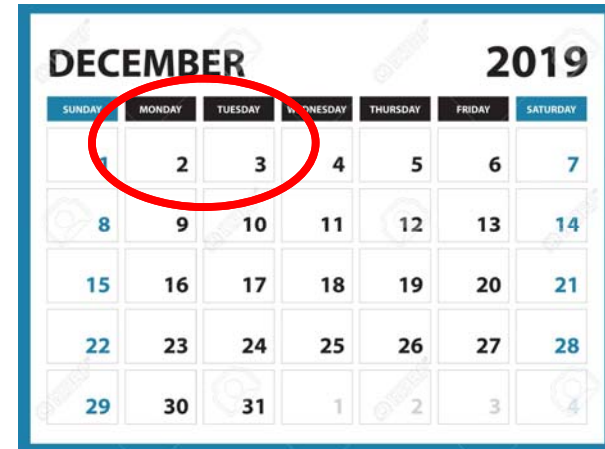 DECEMBER 2019
SUNDAY MONDAY TUESDAY WEDNESDAY THURSDAY FRIDAY SATURDAY
1 2 3 4 5 6 7
8 9 10 11 12 13 14
15 16 17 18 19 20 21
22 23 24 25 26 27 28
29 30 31 1 2 3 4